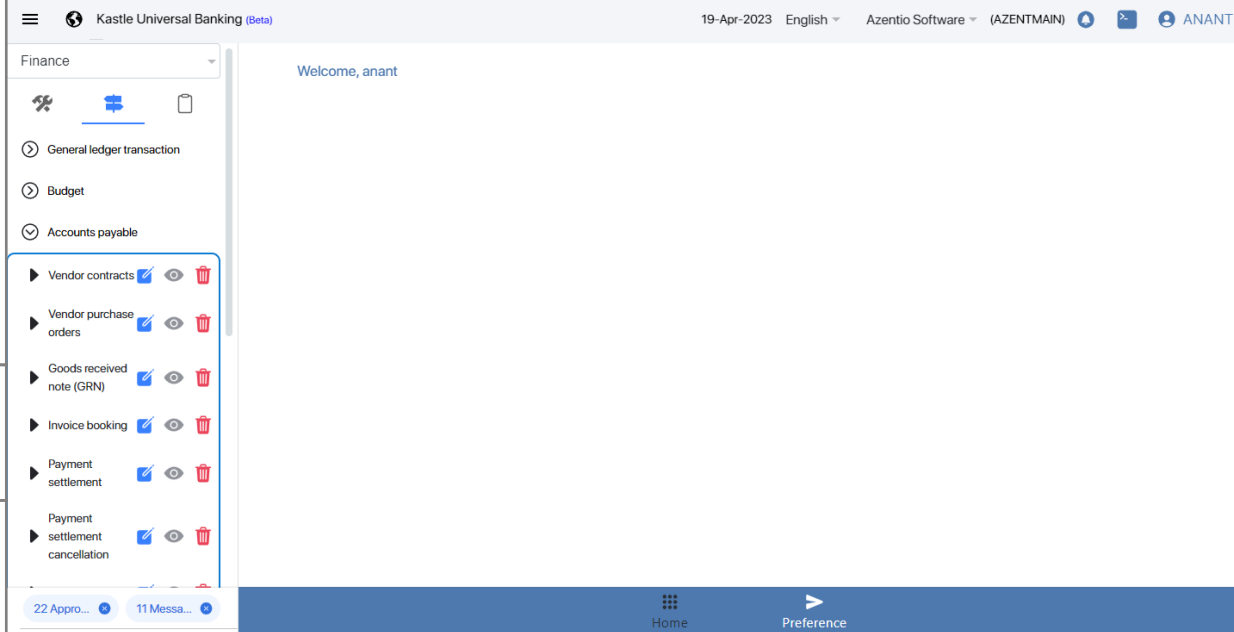 Kastle Universal Banking (Beta)
19-Apr-2023 English Azentio Software (AZENTMAIN) ANANT
Finance
Welcome, anant
General ledger transaction
Budget
Accounts payable
Vendor contracts
Vendor purchase
orders
Goods received
note (GRN)
Invoice booking
Payment
settlement
Payment
settlement
cancellation
22 Appro...
11 Messa...
Home
Preference